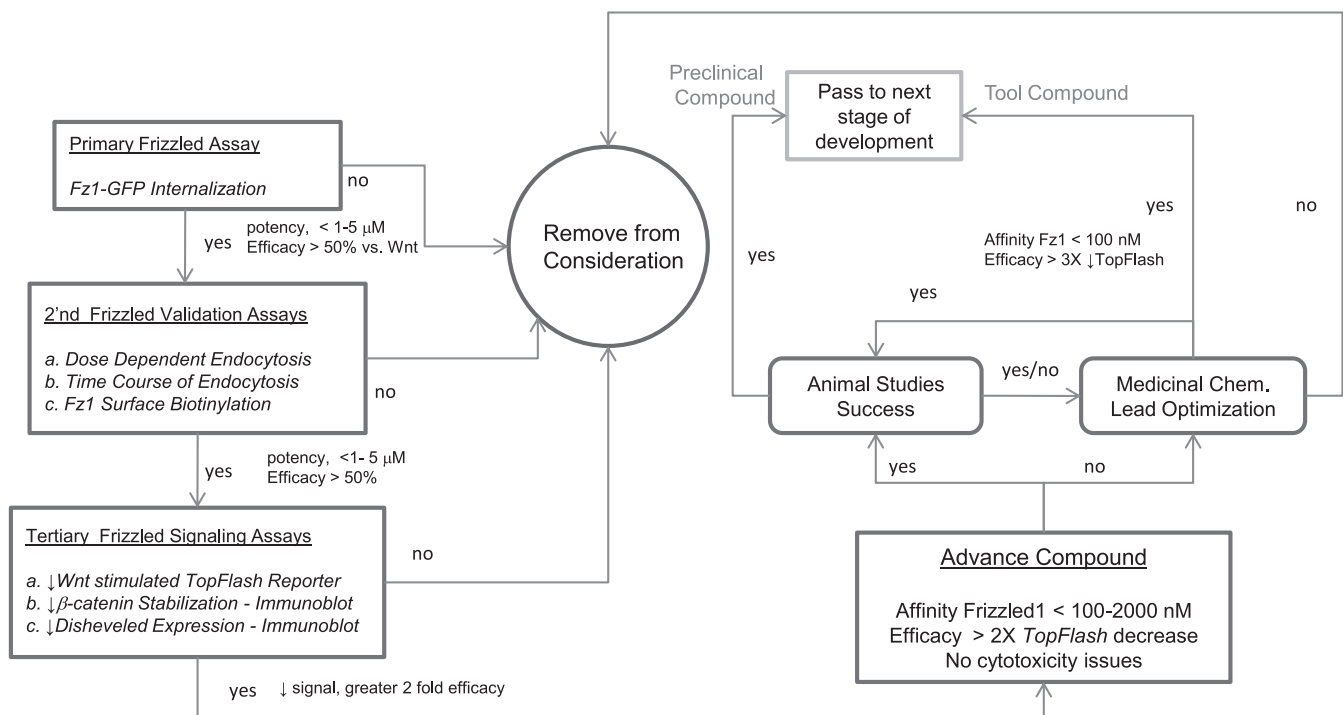 Primary Frizzled Assay
Fz1-GFP Internalization
no
yes
potency, < 1-5 μM
Efficacy > 50% vs. Wnt
2'nd Frizzled Validation Assays
a. Dose Dependent Endocytosis
b. Time Course of Endocytosis
c. Fz1 Surface Biotinylation
no
yes
potency, <1- 5 μM
Efficacy > 50%
Tertiary Frizzled Signaling Assays
a. ↓Wnt stimulated TopFlash Reporter
b. ↓β-catenin Stabilization - Immunoblot
c. ↓Disheveled Expression - Immunoblot
no
yes
↓ signal, greater 2 fold efficacy
Remove from
Consideration
Preclinical
Compound
Pass to next
stage of
development
Tool Compound
yes
yes
no
Affinity Fz1 < 100 nM
Efficacy > 3X ↓TopFlash
yes
Animal Studies
Success
yes/no
Medicinal Chem.
Lead Optimization
yes
no
Advance Compound
Affinity Frizzled1 < 100-2000 nM
Efficacy > 2X TopFlash decrease
No cytotoxicity issues